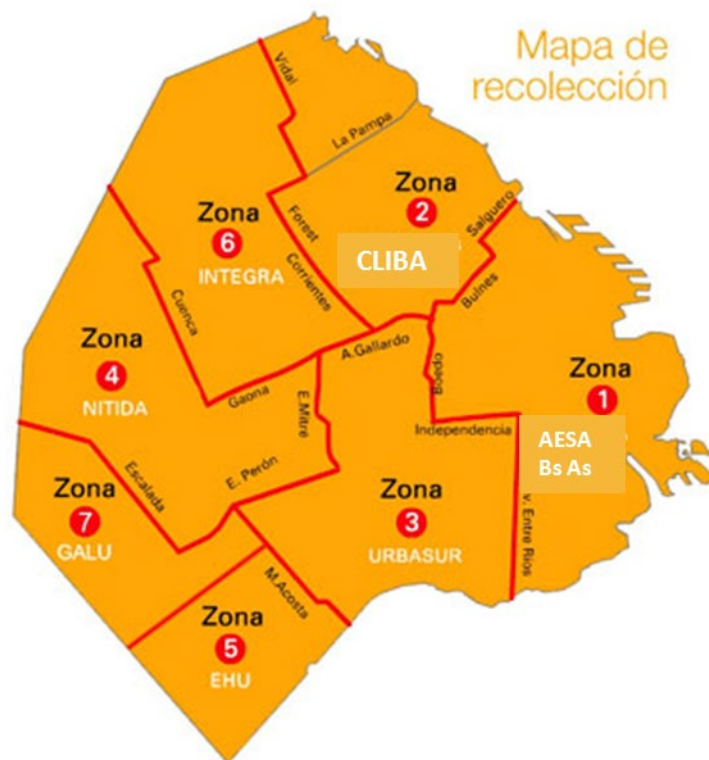 Mapa de
recolección
Vidal
La Pampa
Zona
2
CLIBA
Salguero
Zona
6
INTEGRA
Forest
Corrientes
Bulnes
Cuenca
Zona
4
NITIDA
A.Gallardo
Boedo
Zona
1
AESA
Bs As
Gaona
E.Mitre
Independencia
Escalada
E. Perón
Zona
7
GALU
Zona
3
URBASUR
v. Entre Ríos
M.Acosta
Zona
5
EHU